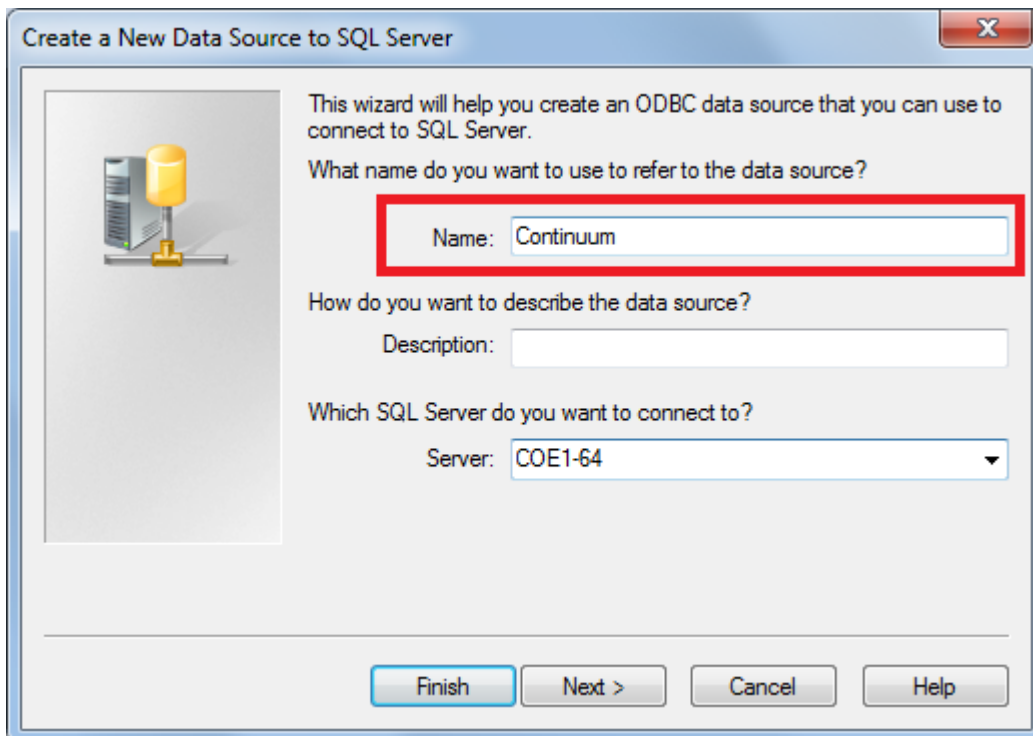 Create a New Data Source to SQL Server
This wizard will help you create an ODBC data source that you can use to
connect to SQL Server.
What name do you want to use to refer to the data source?
Name: Continuum
How do you want to describe the data source?
Description:
Which SQL Server do you want to connect to?
Server: COE1-64
Finish Next > Cancel Help